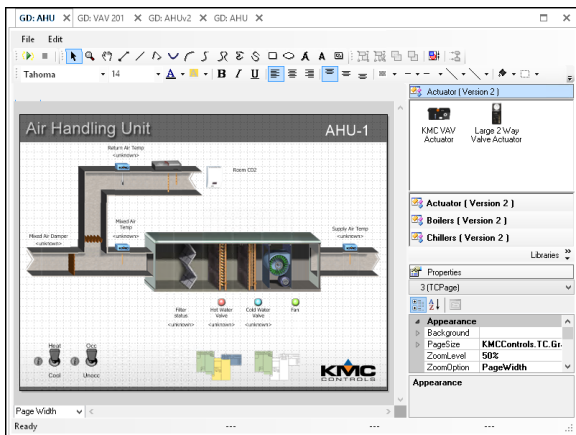 GD: AHU X GD: VAV 201 X GD: AHUv2 X GD: AHU X
File Edit
Tahoma 14 A B I U
Actuator ( Version 2 )
KMC VAV Actuator
Large 2 Way Valve Actuator
Actuator ( Version 2 )
Boilers ( Version 2 )
Chillers ( Version 2 )
Libraries
Properties
3 (TCPage)
Appearance
Background
PageSize KMCControls.TC.Gra
ZoomLevel 50%
ZoomOption PageWidth
Appearance
Air Handling Unit AHU-1
Return Air Temp
<unknown>
Room CO2
Mixed Air Damper
<unknown>
Mixed Air
Temp
<unknown>
Supply Air Temp
<unknown>
Filter
Status
<unknown>
Hot Water
Valve
<unknown>
Cold Water
Valve
<unknown>
Fan
Heat
Cool
Occ
Unocc
KMC
CONTROLS
Page Width
Ready --- --- ---